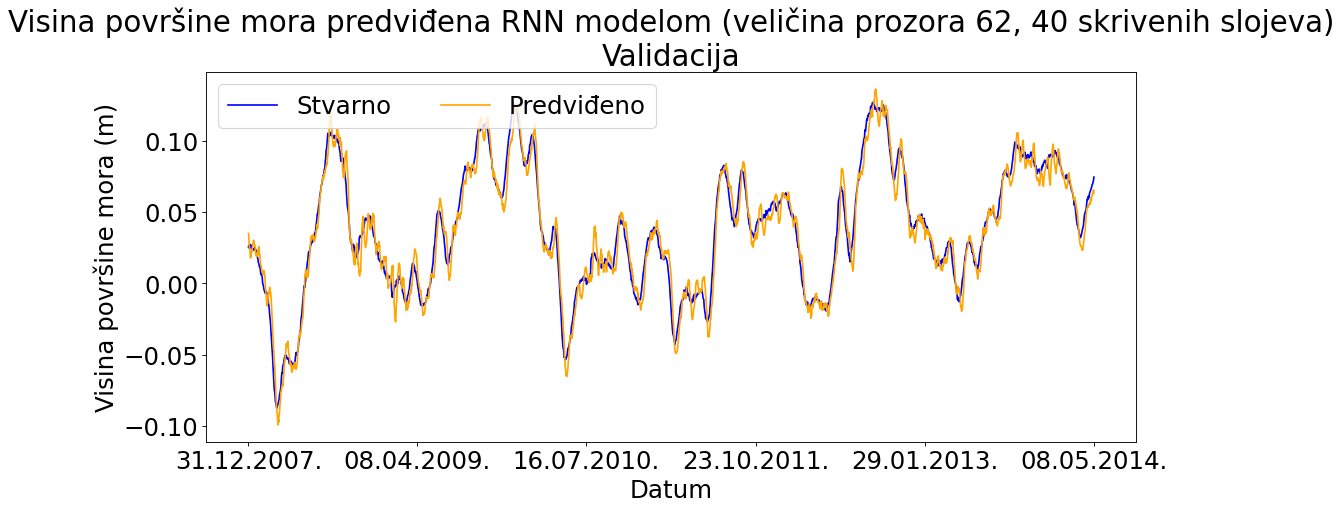 Visina površine mora predviđena RNN modelom (veličina prozora 62, 40 skrivenih slojeva)
Validacija
Stvarno Predviđeno
Visina površine mora (m)
0.10
0.05
0.00
−0.05
−0.10
31.12.2007. 08.04.2009. 16.07.2010. 23.10.2011. 29.01.2013. 08.05.2014.
Datum